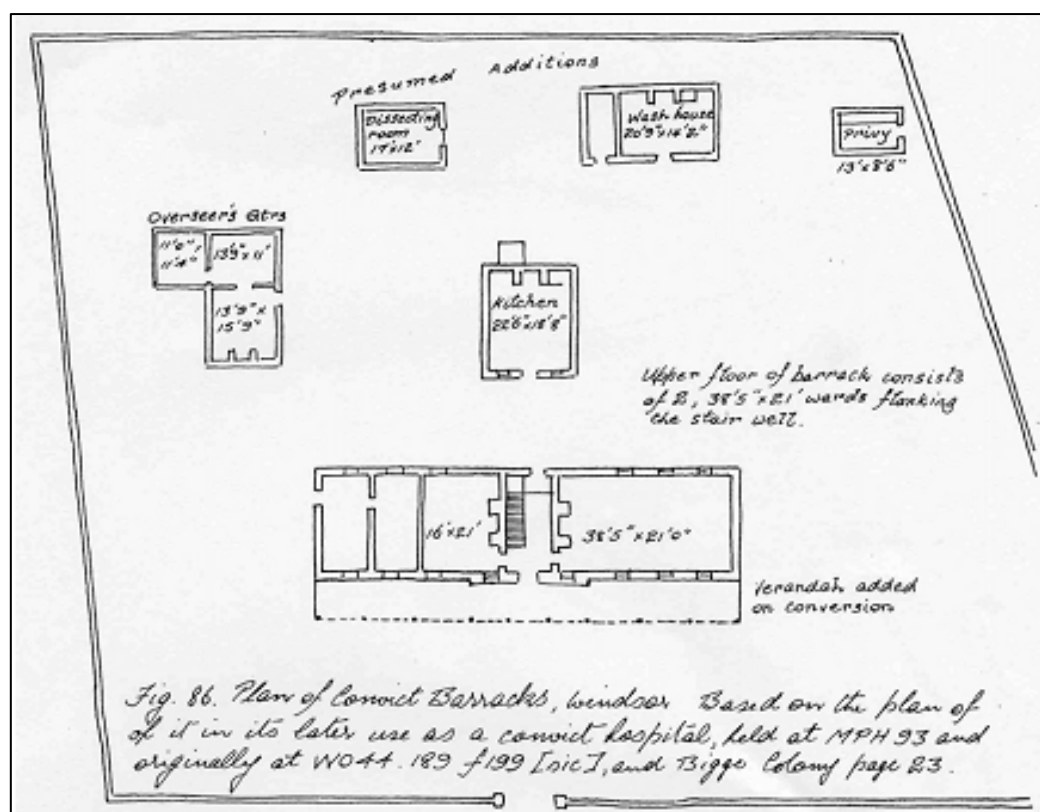 Presumed Additions
Dissecting
room
17'x12'
Wash house
20'9"x14'2"
Privy
13'x8'6"
Overseer's Qtrs
11'0"x
11'4"
13'9"x11'
13'9"x
15'9"
Kitchen
22'6"x18'8"
Upper floor of barrack consists
of 2, 38'5"x21' wards flanking
the stair well.
16'x21'
38'5"x21'0"
Verandah added
on conversion
Fig. 86. Plan of Convict Barracks, Windsor Based on the plan of
of it in its later use as a convict hospital, held at MPH 93 and
originally at WO44.189 f199 [sic], and Bigge Colony page 23.